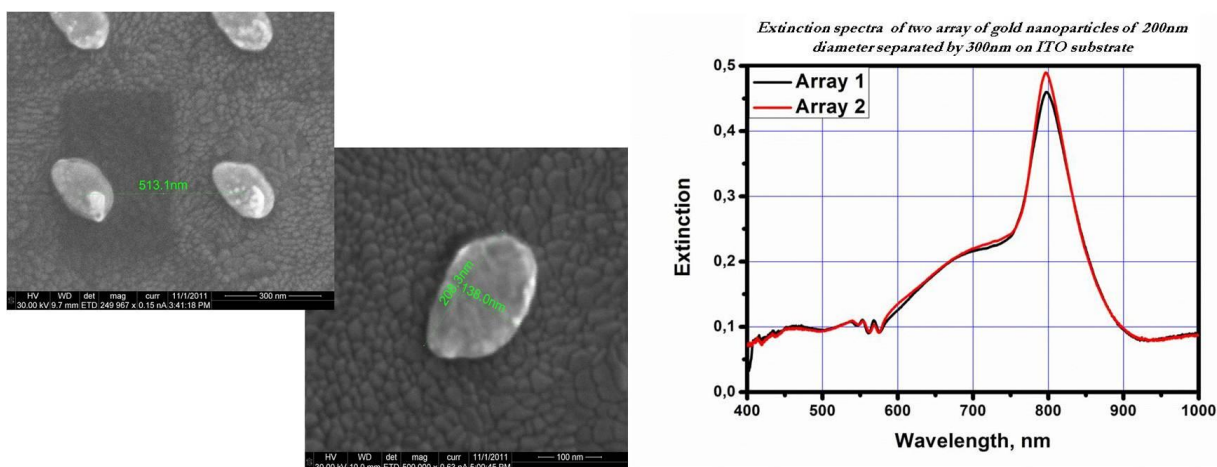 513.1nm
HV WD det mag curr 11/1/2011 300 nm
30.00 kV 9.7 mm ETD 249 967 x 0.15 nA 3:41:18 PM
138.0nm
HV WD det mag curr 11/1/2011 100 nm
Extinction spectra of two array of gold nanoparticles of 200nm
diameter separated by 300nm on ITO substrate
Array 1
Array 2
0,5
0,4
0,3
0,2
0,1
0,0
Extinction
400 500 600 700 800 900 1000
Wavelength, nm